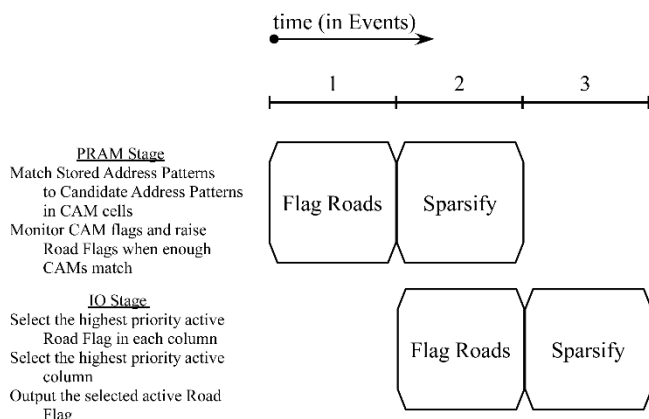 time (in Events)
1 2 3
PRAM Stage
Match Stored Address Patterns
to Candidate Address Patterns
in CAM cells
Monitor CAM flags and raise
Road Flags when enough
CAMs match
Flag Roads Sparsify
IO Stage
Select the highest priority active
Road Flag in each column
Select the highest priority active
column
Output the selected active Road
Flag
Flag Roads Sparsify